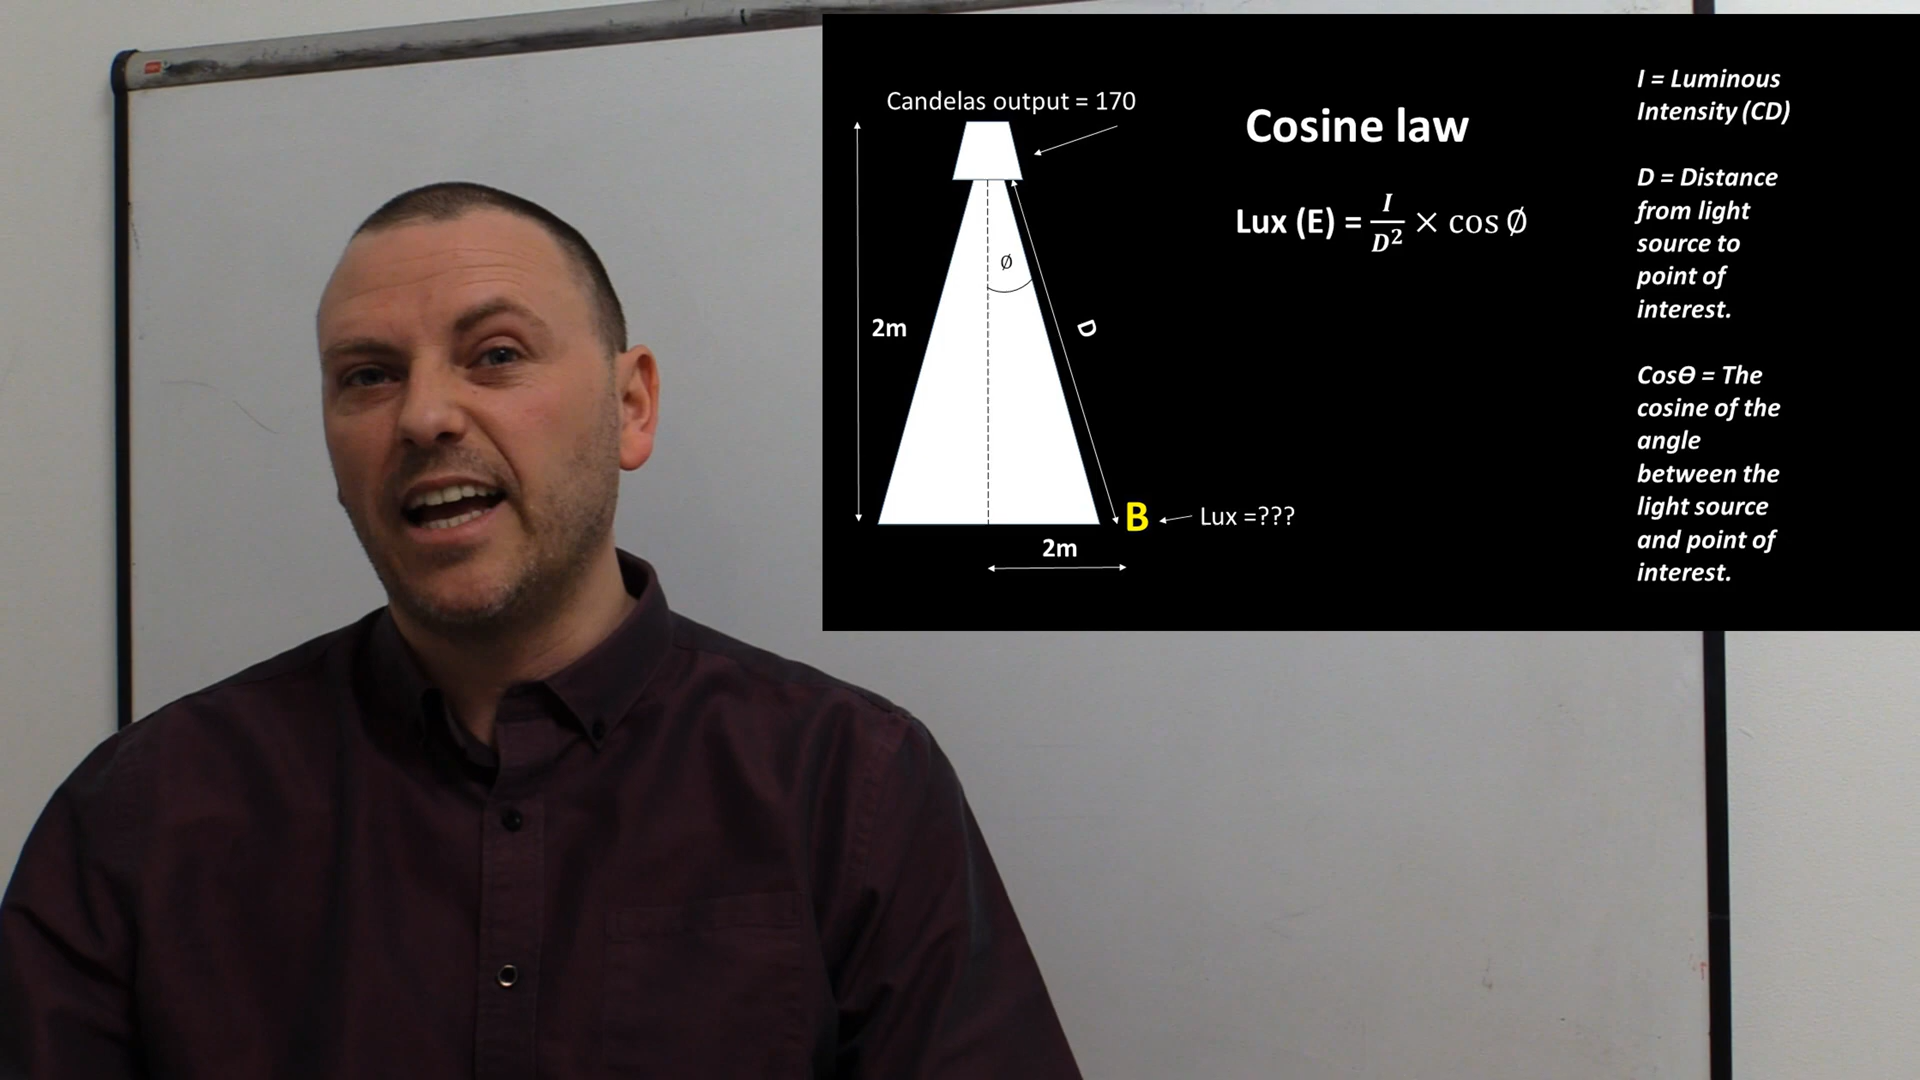 Candelas output = 170
2m
Ø
D
B
Lux =???
2m
Cosine law
Lux (E) = I/D² × cos Ø
I = Luminous
Intensity (CD)
D = Distance
from light
source to
point of
interest.
CosƟ = The
cosine of the
angle
between the
light source
and point of
interest.